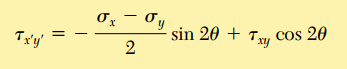 τx′y′ = − (σx − σy)/2 sin 2θ + τxy cos 2θ